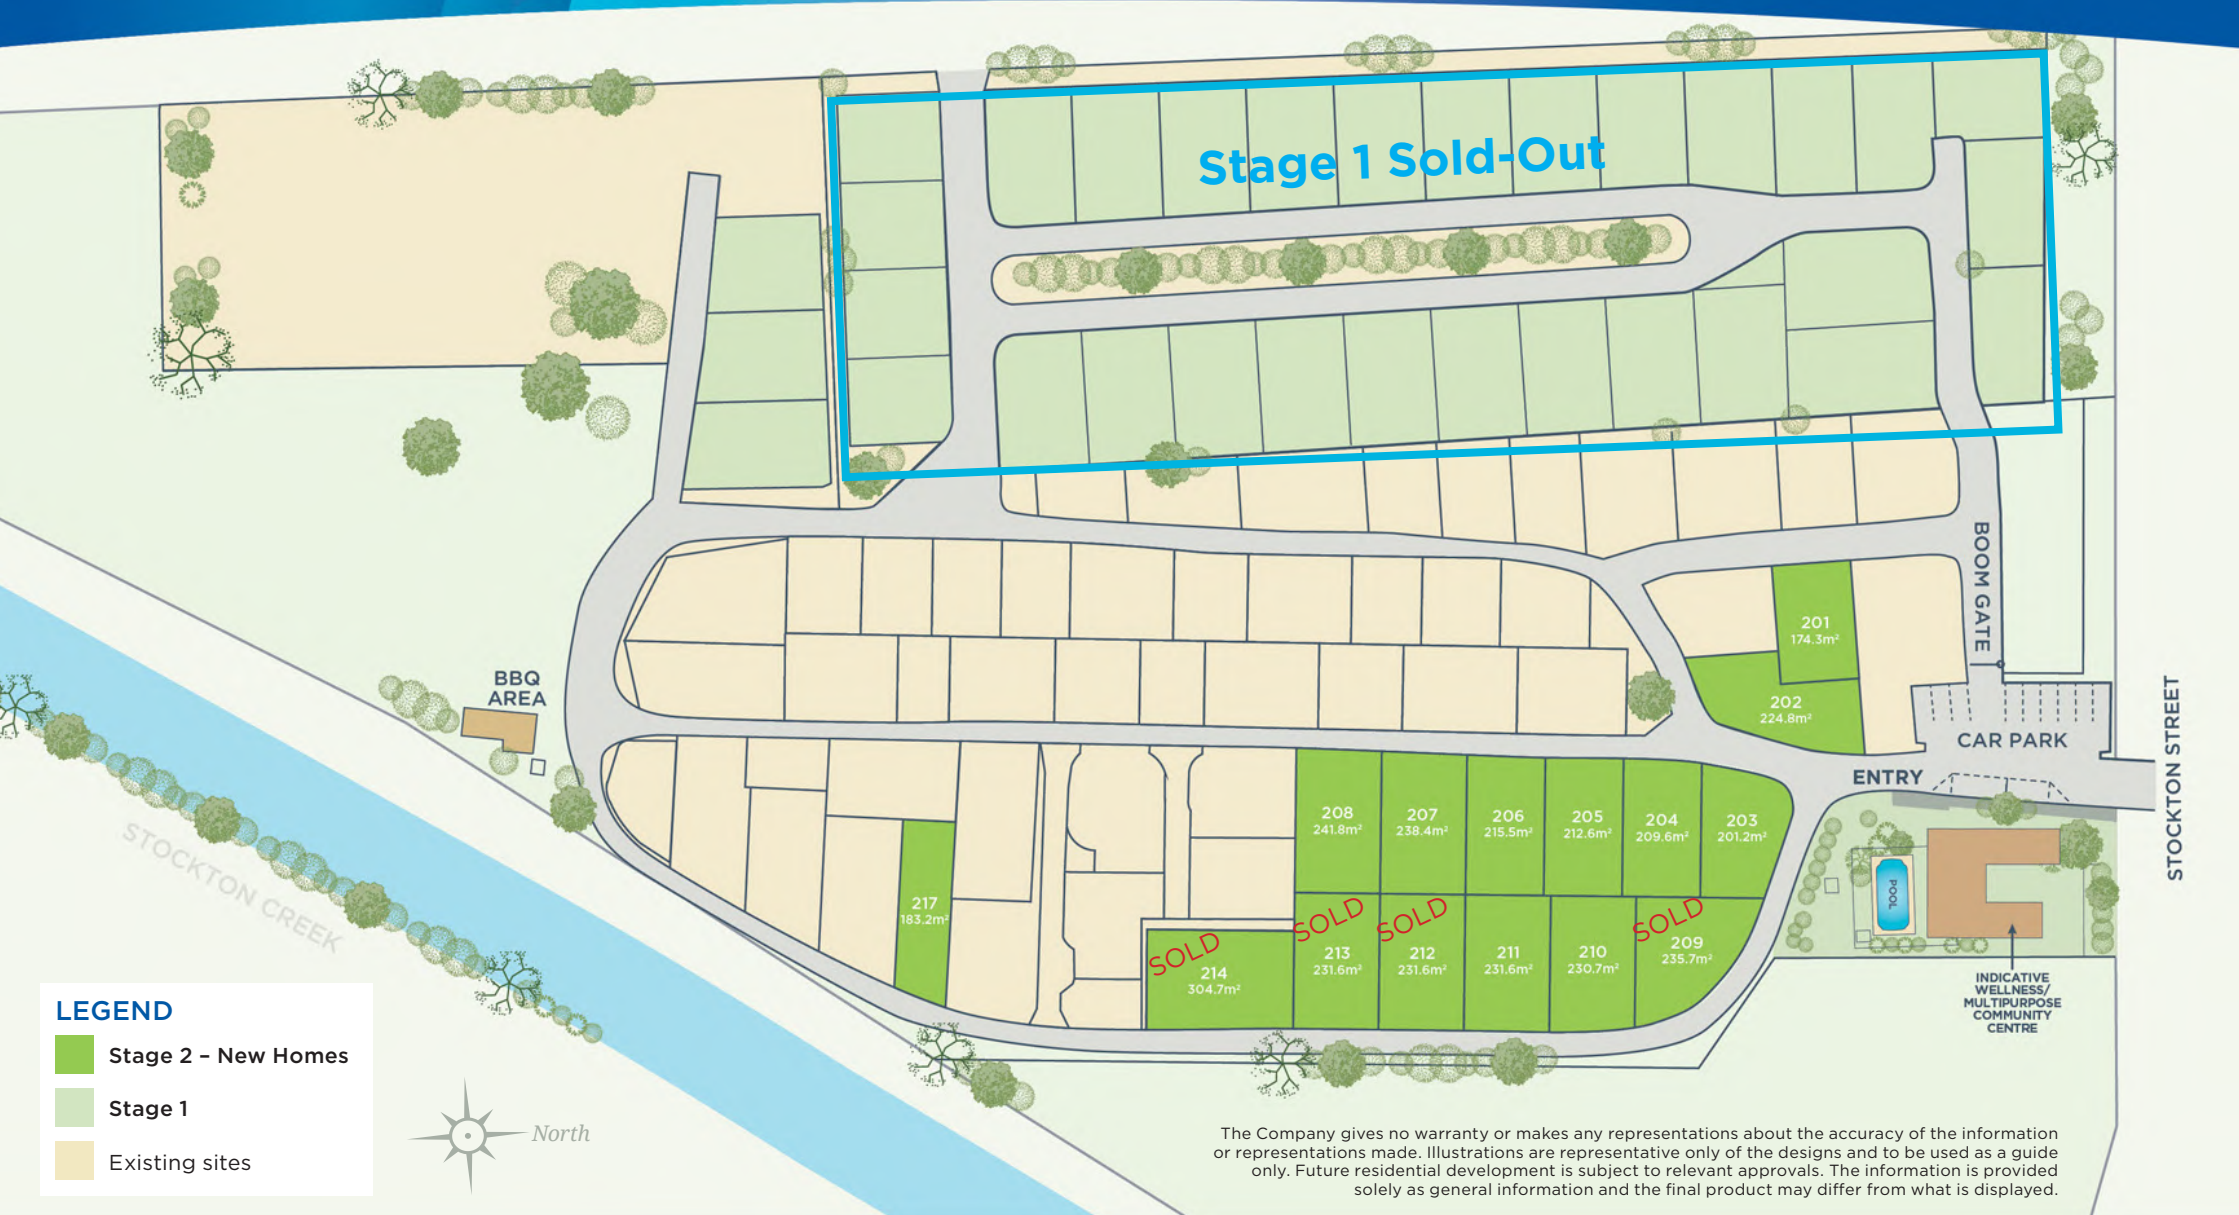 Stage 1 Sold-Out
BOOM GATE
201
174.3m²
202
224.8m²
BBQ
AREA
CAR PARK
ENTRY
STOCKTON STREET
208
241.8m²
207
238.4m²
206
215.5m²
205
212.6m²
204
209.6m²
203
201.2m²
POOL
STOCKTON CREEK
217
183.2m²
SOLD
214
304.7m²
SOLD
213
231.6m²
SOLD
212
231.6m²
211
231.6m²
210
230.7m²
SOLD
209
235.7m²
INDICATIVE
WELLNESS/
MULTIPURPOSE
COMMUNITY
CENTRE
LEGEND
Stage 2 – New Homes
Stage 1
Existing sites
North
The Company gives no warranty or makes any representations about the accuracy of the information
or representations made. Illustrations are representative only of the designs and to be used as a guide
only. Future residential development is subject to relevant approvals. The information is provided
solely as general information and the final product may differ from what is displayed.